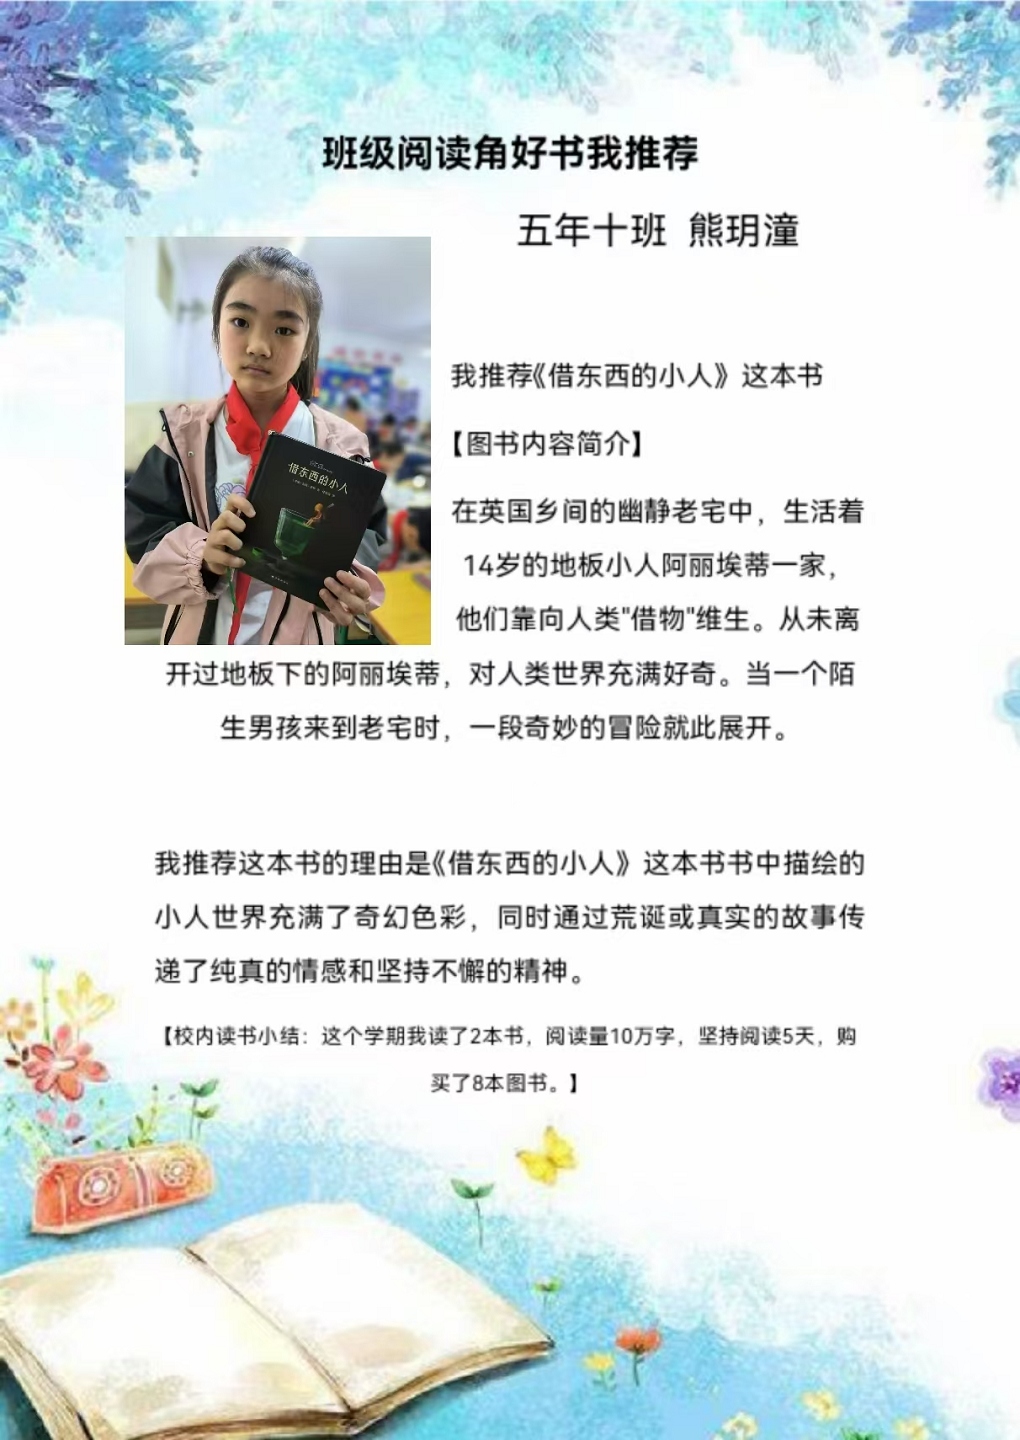 班级阅读角好书我推荐
五年十班 熊玥潼
借东西的小人
我推荐《借东西的小人》这本书
【图书内容简介】
在英国乡间的幽静老宅中，生活着
14岁的地板小人阿丽埃蒂一家，
他们靠向人类"借物"维生。从未离
开过地板下的阿丽埃蒂，对人类世界充满好奇。当一个陌
生男孩来到老宅时，一段奇妙的冒险就此展开。
我推荐这本书的理由是《借东西的小人》这本书书中描绘的
小人世界充满了奇幻色彩，同时通过荒诞或真实的故事传
递了纯真的情感和坚持不懈的精神。
【校内读书小结：这个学期我读了2本书，阅读量10万字，坚持阅读5天，购
买了8本图书。】